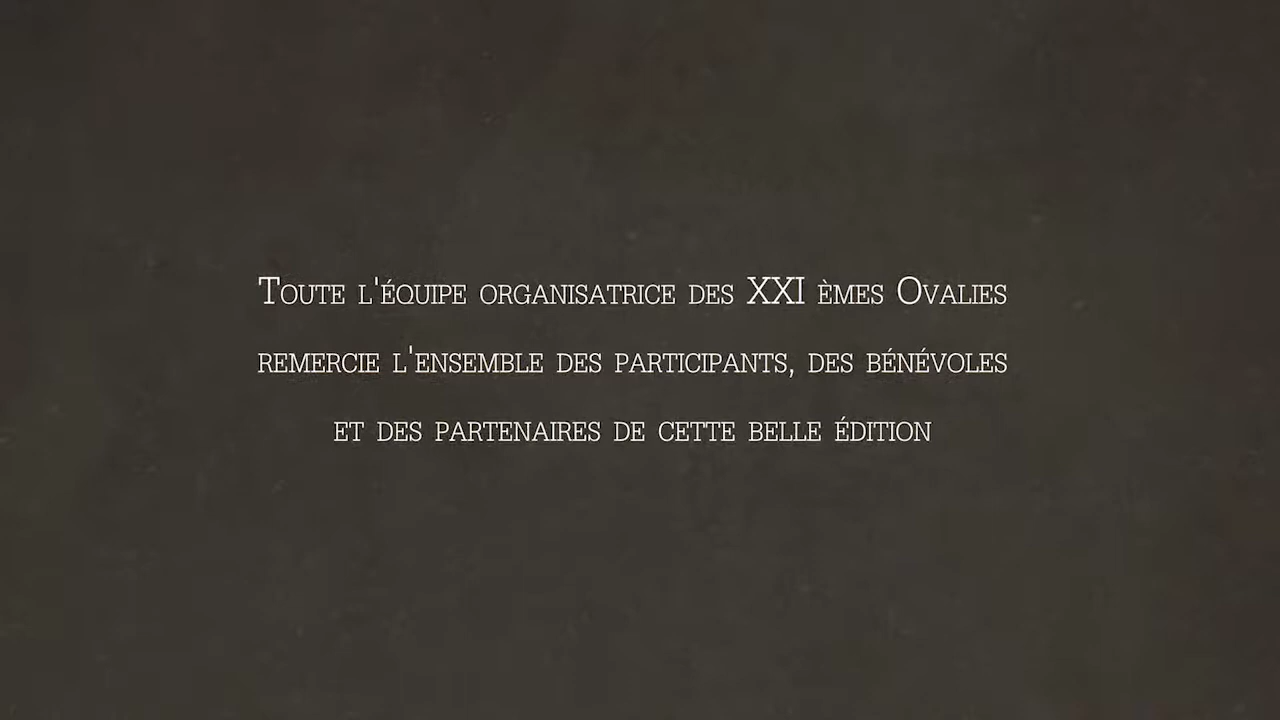 Toute l'équipe organisatrice des XXI èmes Ovalies
remercie l'ensemble des participants, des bénévoles
et des partenaires de cette belle édition